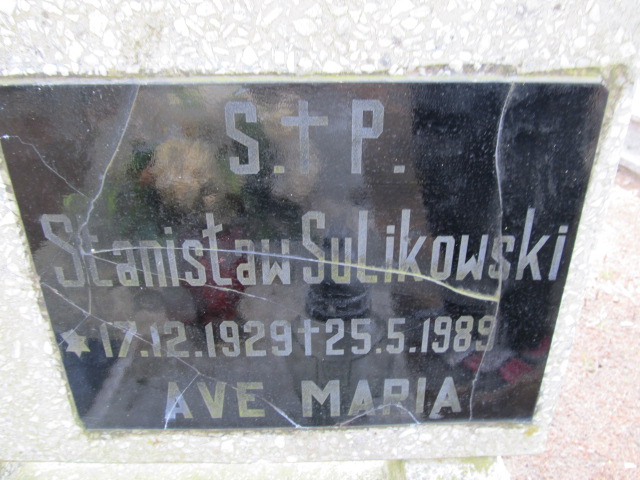 S.†P.
Stanisław Sulikowski
*17.12.1929†25.5.1989
AVE MARIA